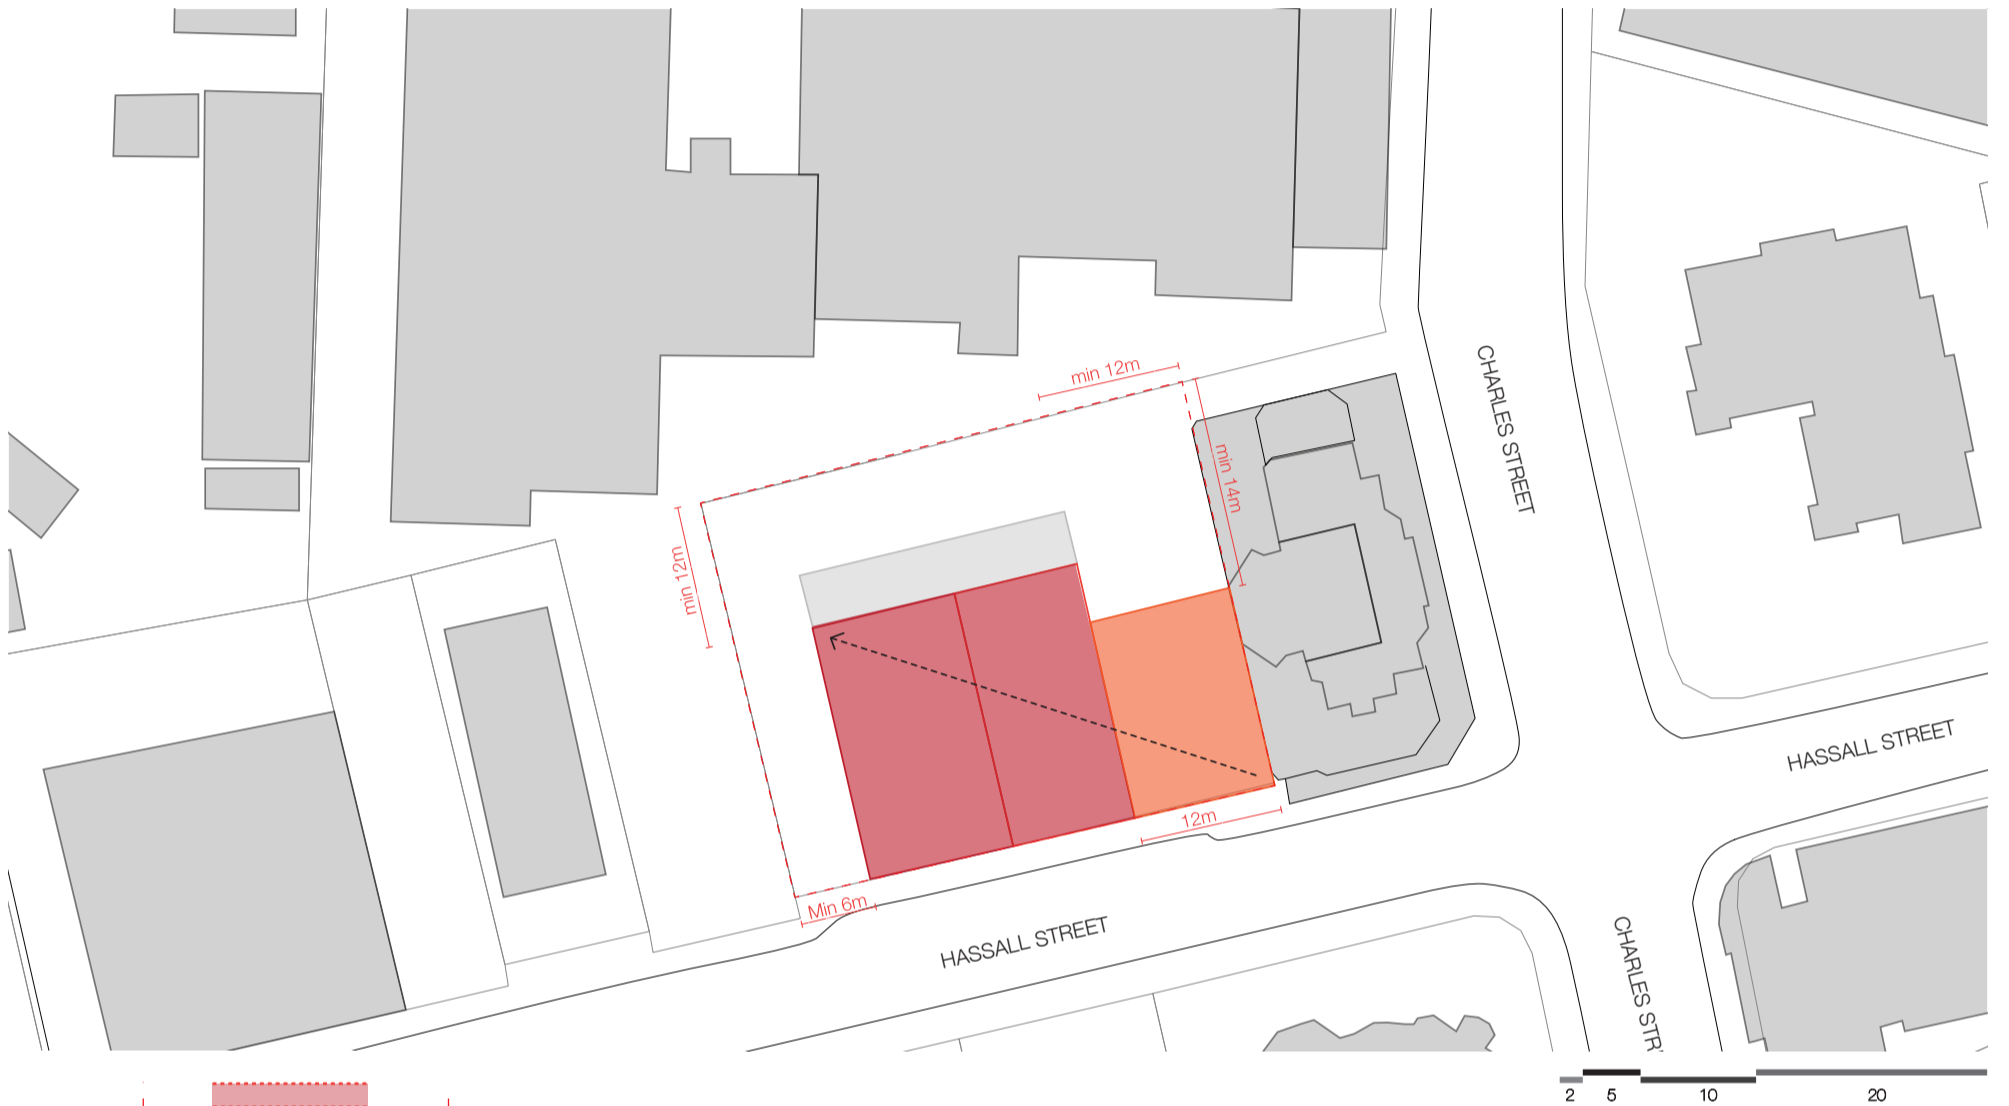 min 12m
min 14m
CHARLES STREET
min 12m
12m
HASSALL STREET
Min 6m
HASSALL STREET
CHARLES STR
2 5 10 20